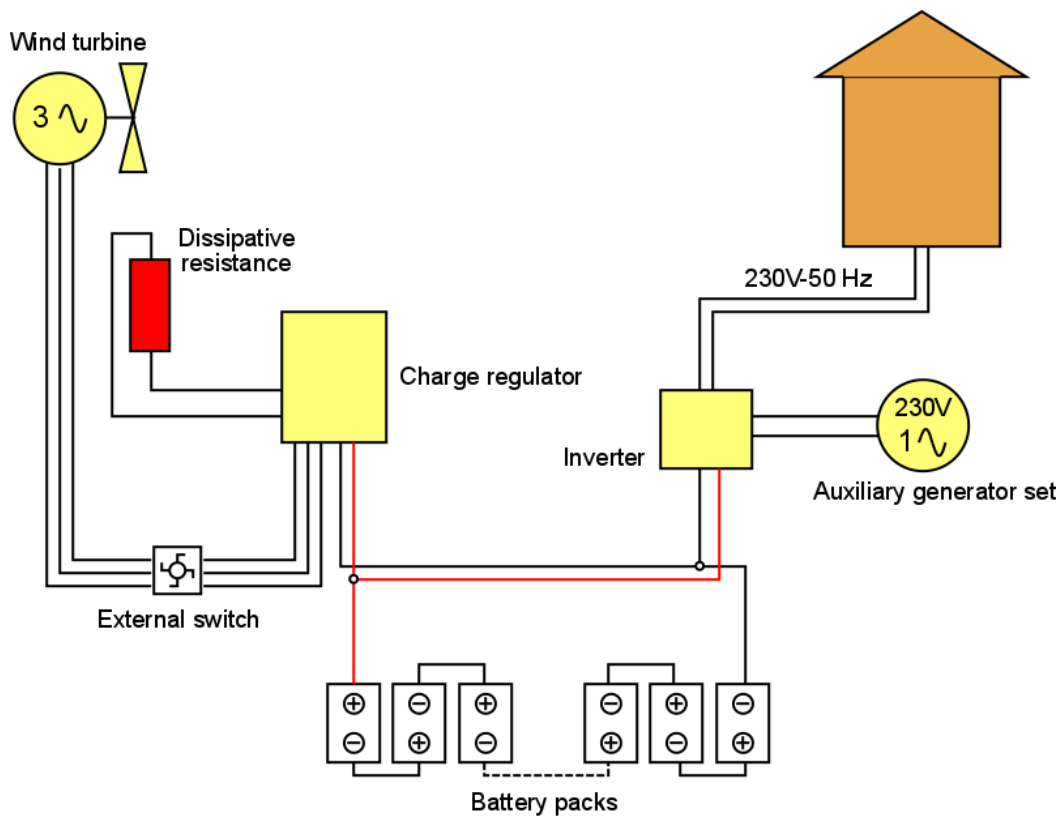 Wind turbine
3
Dissipative
resistance
230V-50 Hz
Charge regulator
230V
1
Inverter
Auxiliary generator set
External switch
+ - + - + -
- + - + - +
Battery packs